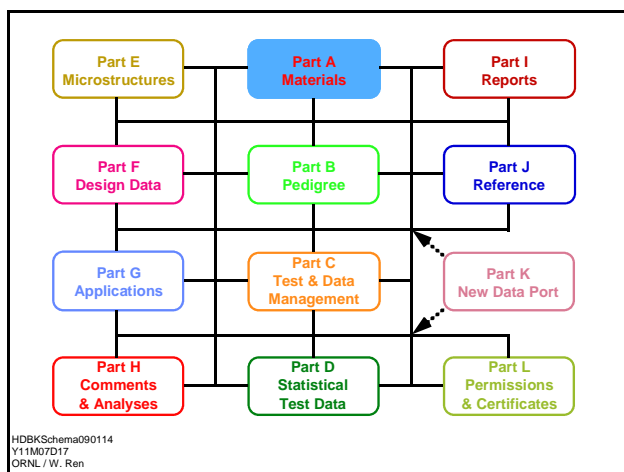 Part E
Microstructures
Part A
Materials
Part I
Reports
Part F
Design Data
Part B
Pedigree
Part J
Reference
Part G
Applications
Part C
Test & Data
Management
Part K
New Data Port
Part H
Comments
& Analyses
Part D
Statistical
Test Data
Part L
Permissions
& Certificates
HDBKSchema090114
Y11M07D17
ORNL / W. Ren